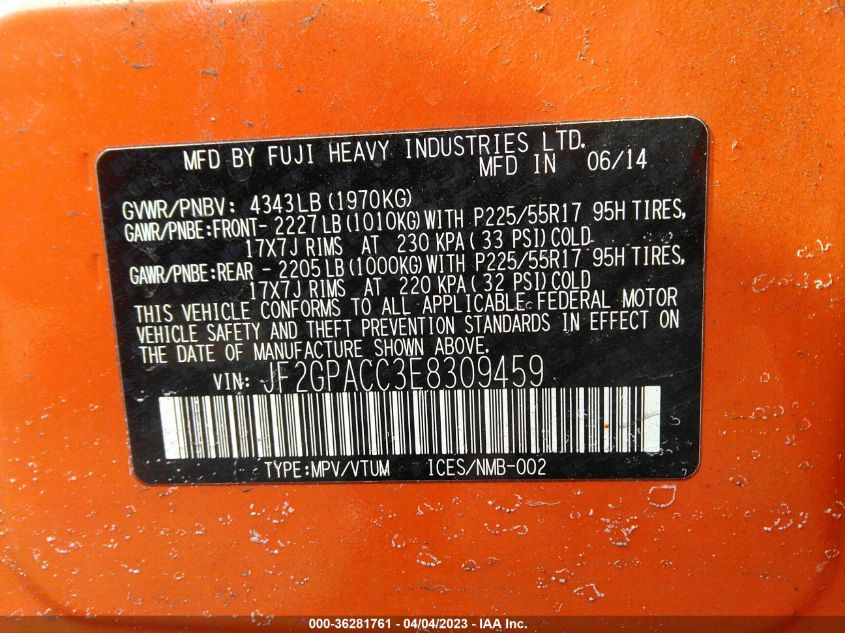 MFD BY FUJI HEAVY INDUSTRIES LTD.
MFD IN 06/14
GVWR/PNBV: 4343LB (1970KG)
GAWR/PNBE:FRONT- 2227LB (1010KG) WITH P225/55R17 95H TIRES,
17X7J RIMS AT 230 KPA (33 PSI) COLD
GAWR/PNBE:REAR - 2205LB (1000KG) WITH P225/55R17 95H TIRES,
17X7J RIMS AT 220 KPA (32 PSI) COLD
THIS VEHICLE CONFORMS TO ALL APPLICABLE FEDERAL MOTOR
VEHICLE SAFETY AND THEFT PREVENTION STANDARDS IN EFFECT ON
THE DATE OF MANUFACTURE SHOWN ABOVE.
VIN: JF2GPACC3E8309459
TYPE:MPV/VTUM ICES/NMB-002
000-36281761 - 04/04/2023 - IAA Inc.